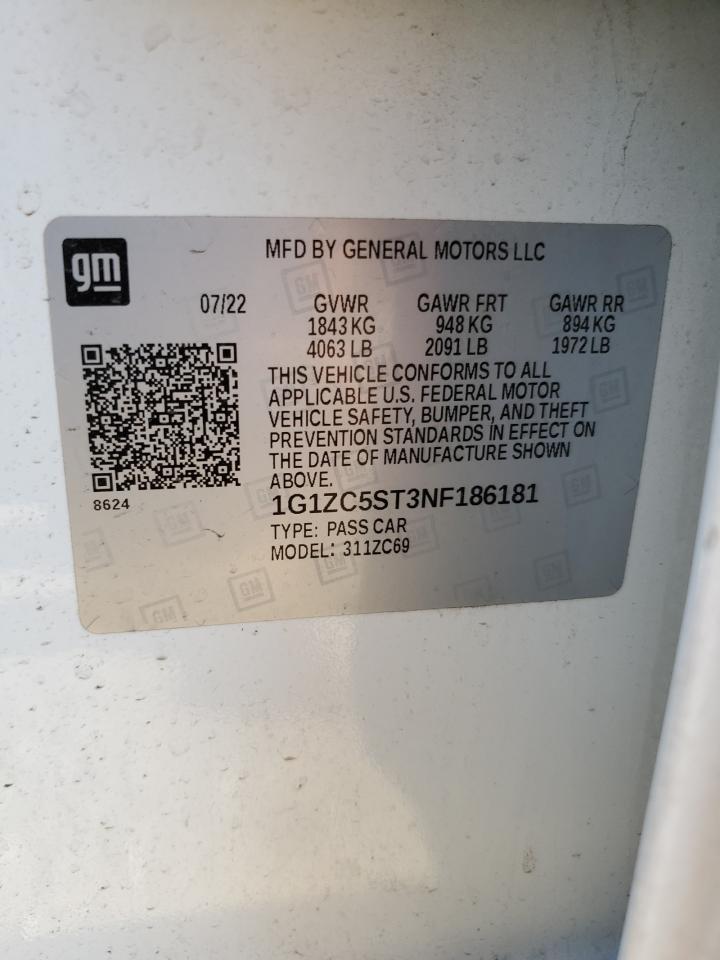 gm
MFD BY GENERAL MOTORS LLC
07/22 GVWR GAWR FRT GAWR RR
1843 KG 948 KG 894 KG
4063 LB 2091 LB 1972 LB
THIS VEHICLE CONFORMS TO ALL
APPLICABLE U.S. FEDERAL MOTOR
VEHICLE SAFETY, BUMPER, AND THEFT
PREVENTION STANDARDS IN EFFECT ON
THE DATE OF MANUFACTURE SHOWN
ABOVE.
8624
1G1ZC5ST3NF186181
TYPE: PASS CAR
MODEL: 311ZC69